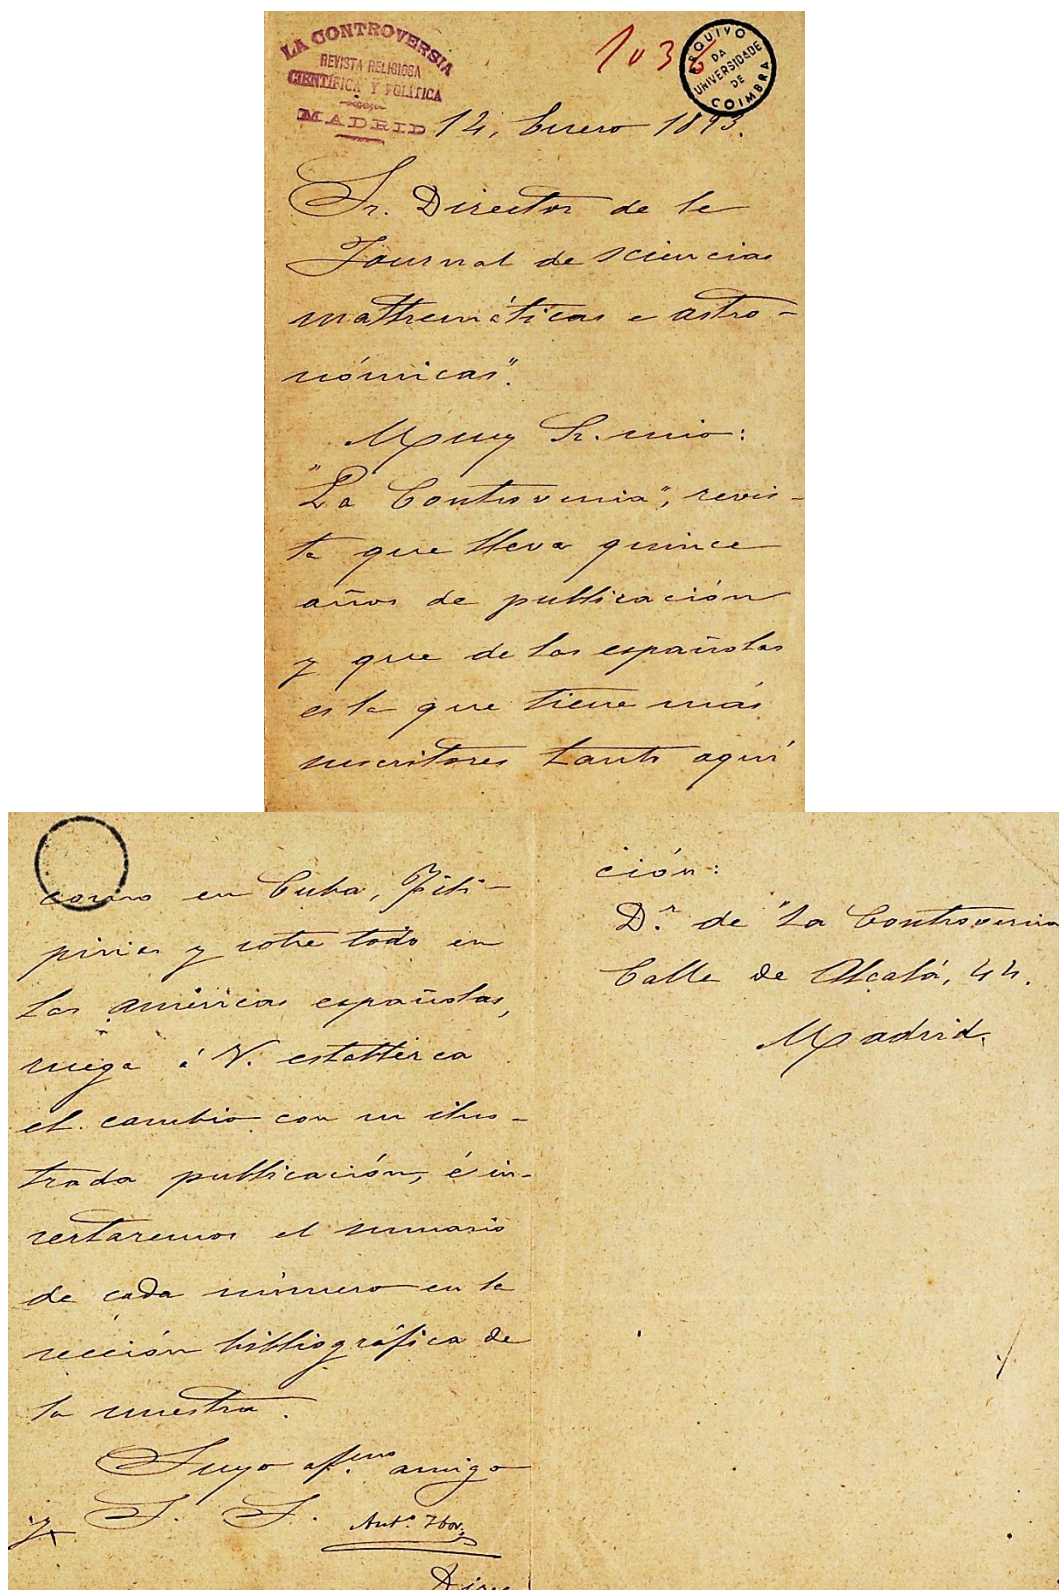 LA CONTROVERSIA
REVISTA RELIGIOSA
CIENTÍFICA Y POLÍTICA
MADRID
103
ARQUIVO
DA
UNIVERSIDADE
DE
COIMBRA
14, Enero 1893.
Sr. Director de le
Journal de sciencias
mathemáticas e astro-
nómicas".
Muy Sr. mio:
"La Controversia", revis-
ta que lleva quince
años de publicación
y que de las españolas
es la que tiene más
suscritores tanto aquí
como en Cuba, Fili-
pinas y sobre todo en
las américas españolas,
ruega á V. establezca
el cambio con su ilus-
trada publicación, é in-
sertaremos el sumario
de cada número en la
sección bibliográfica de
la nuestra.
Suyo affmo amigo
S. S.
Antº
Direc
ción:
Dr. de "La Controversia
Calle de Alcalá, 44.
Madrid.